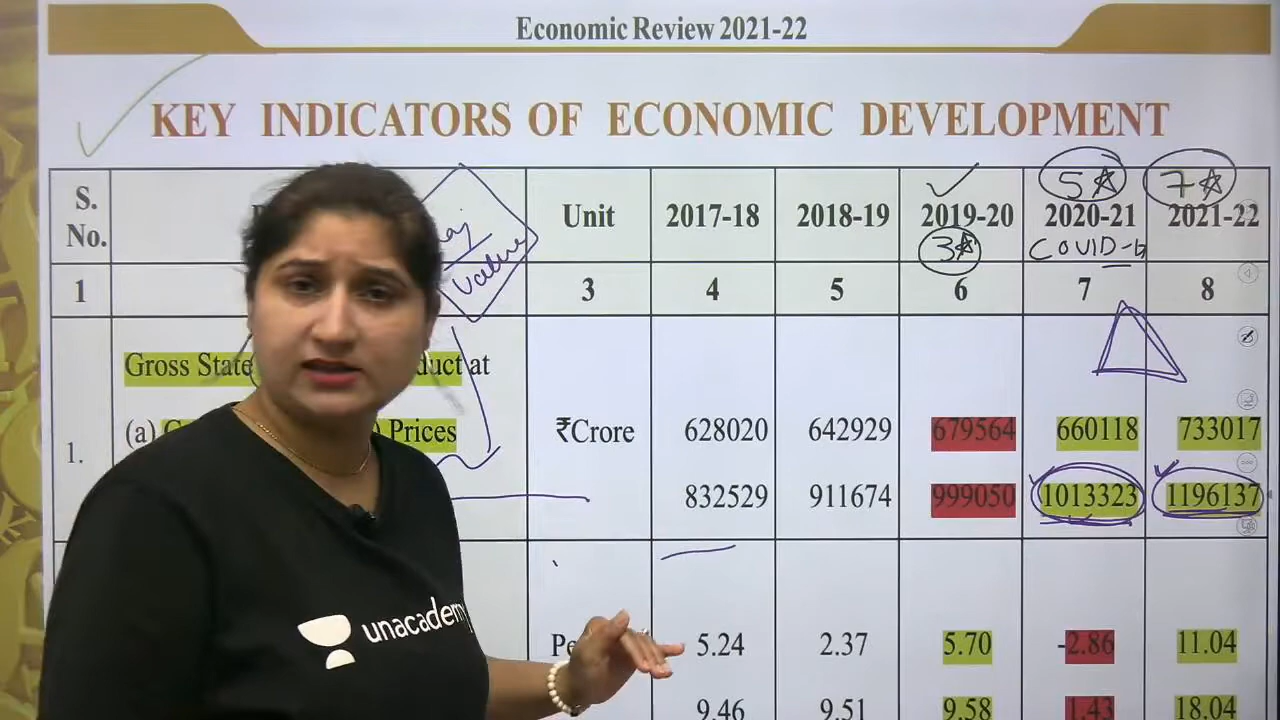 Economic Review 2021-22
KEY INDICATORS OF ECONOMIC DEVELOPMENT
5☆ 7☆
S. No. Unit 2017-18 2018-19 2019-20 2020-21 2021-22
Value 3☆ COVID-19
1 3 4 5 6 7 8
Gross State duct at
(a) Prices ₹Crore 628020 642929 679564 660118 733017
1.
832529 911674 999050 1013323 1196137
5.24 2.37 5.70 -2.86 11.04
9.46 9.51 9.58 1.43 18.04
unacademy